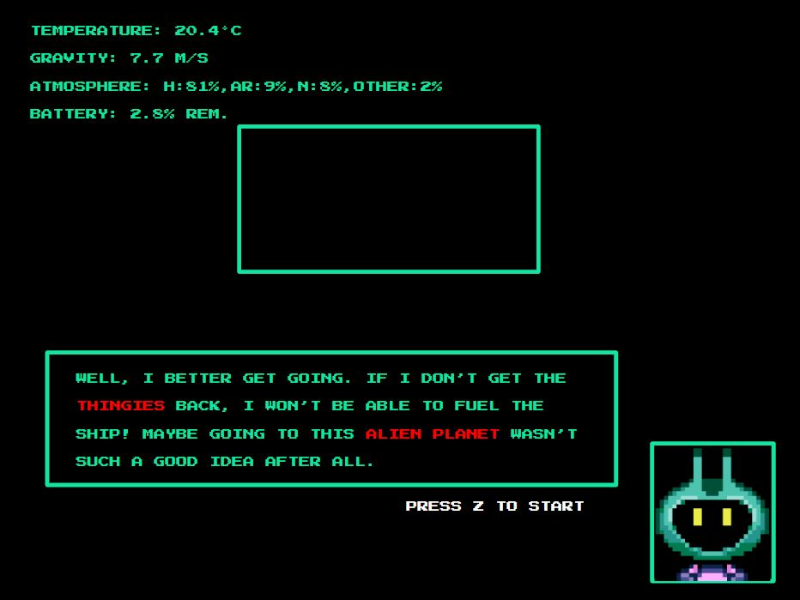 TEMPERATURE: 20.4°C
GRAVITY: 7.7 M/S
ATMOSPHERE: H:81%,AR:9%,N:8%,OTHER:2%
BATTERY: 2.8% REM.
WELL, I BETTER GET GOING. IF I DON'T GET THE
THINGIES BACK, I WON'T BE ABLE TO FUEL THE
SHIP! MAYBE GOING TO THIS ALIEN PLANET WASN'T
SUCH A GOOD IDEA AFTER ALL.
PRESS Z TO START